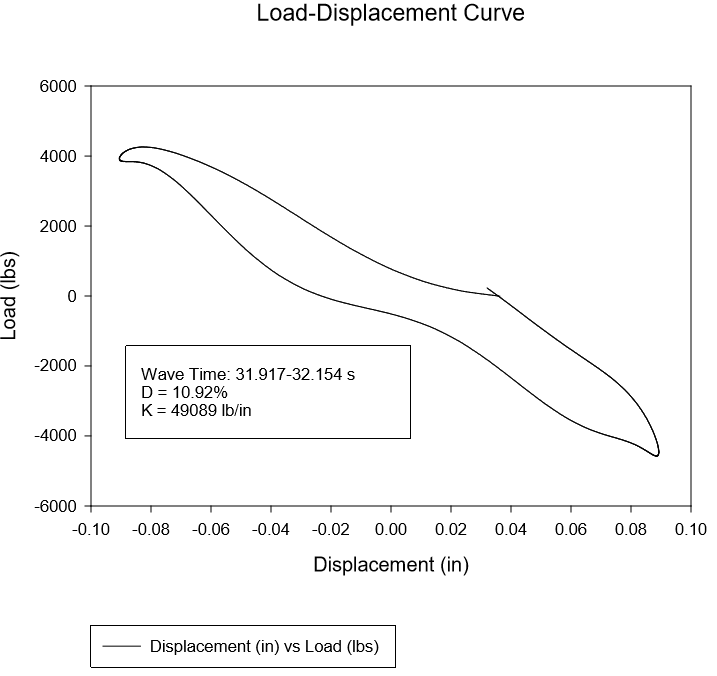 Load-Displacement Curve
6000
4000
2000
0
-2000
-4000
-6000
Load (lbs)
Wave Time: 31.917-32.154 s
D = 10.92%
K = 49089 lb/in
-0.10 -0.08 -0.06 -0.04 -0.02 0.00 0.02 0.04 0.06 0.08 0.10
Displacement (in)
Displacement (in) vs Load (lbs)